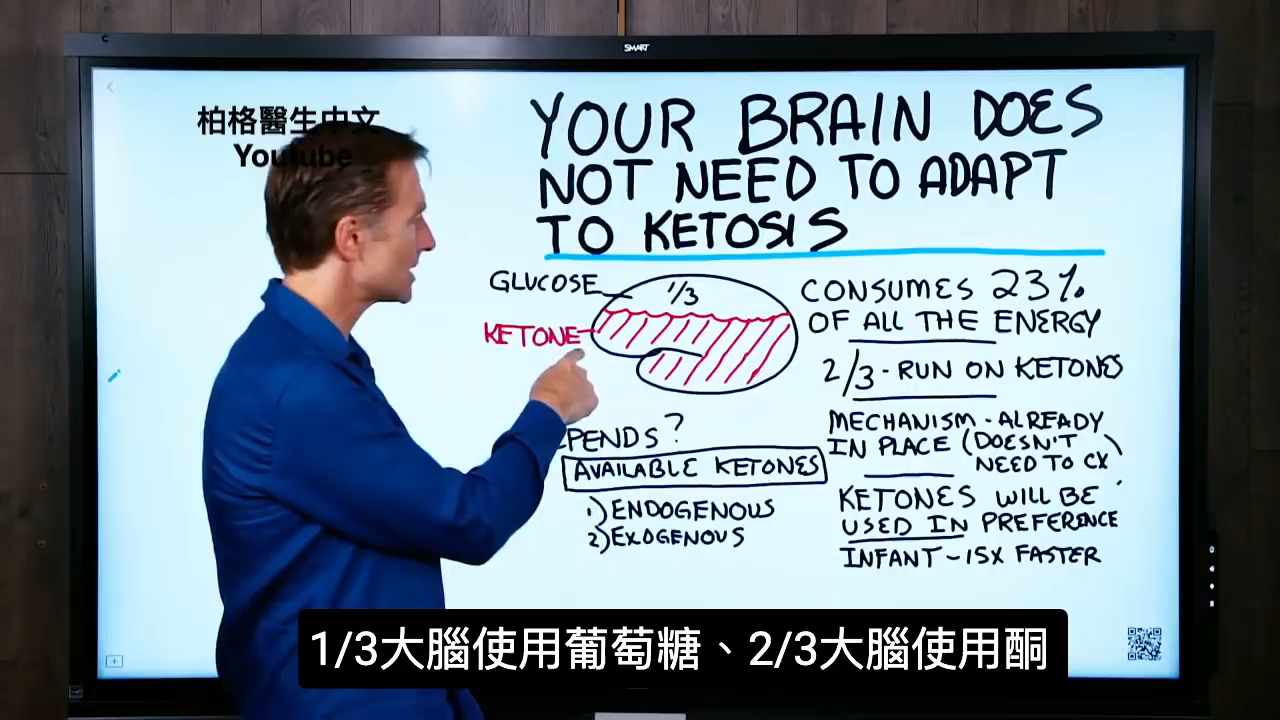 SMART
柏格醫生中文
Youtube
YOUR BRAIN DOES
NOT NEED TO ADAPT
TO KETOSIS
GLUCOSE
1/3
KETONE
CONSUMES 23%
OF ALL THE ENERGY
2/3 - RUN ON KETONES
PENDS?
AVAILABLE KETONES
1) ENDOGENOUS
2) EXOGENOUS
MECHANISM - ALREADY
IN PLACE (DOESN'T
NEED TO CX)
KETONES WILL BE
USED IN PREFERENCE
INFANT - 15X FASTER
1/3大腦使用葡萄糖、2/3大腦使用酮